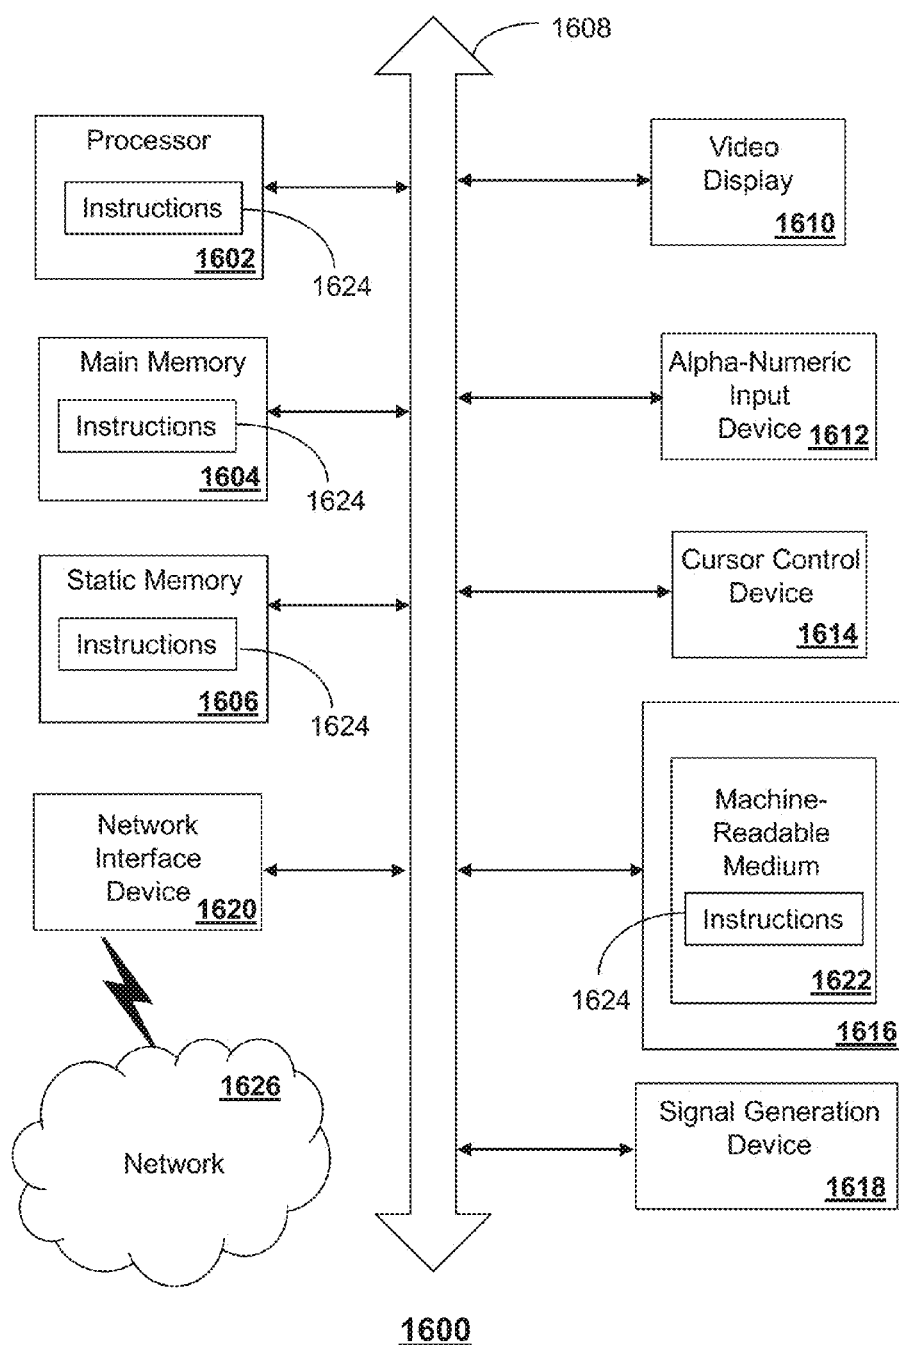 1608
Processor
Instructions
1602
1624
Main Memory
Instructions
1604
1624
Static Memory
Instructions
1606
1624
Network
Interface
Device
1620
1626
Network
Video
Display
1610
Alpha-Numeric
Input
Device
1612
Cursor Control
Device
1614
Machine-
Readable
Medium
Instructions
1624
1622
1616
Signal Generation
Device
1618
1600